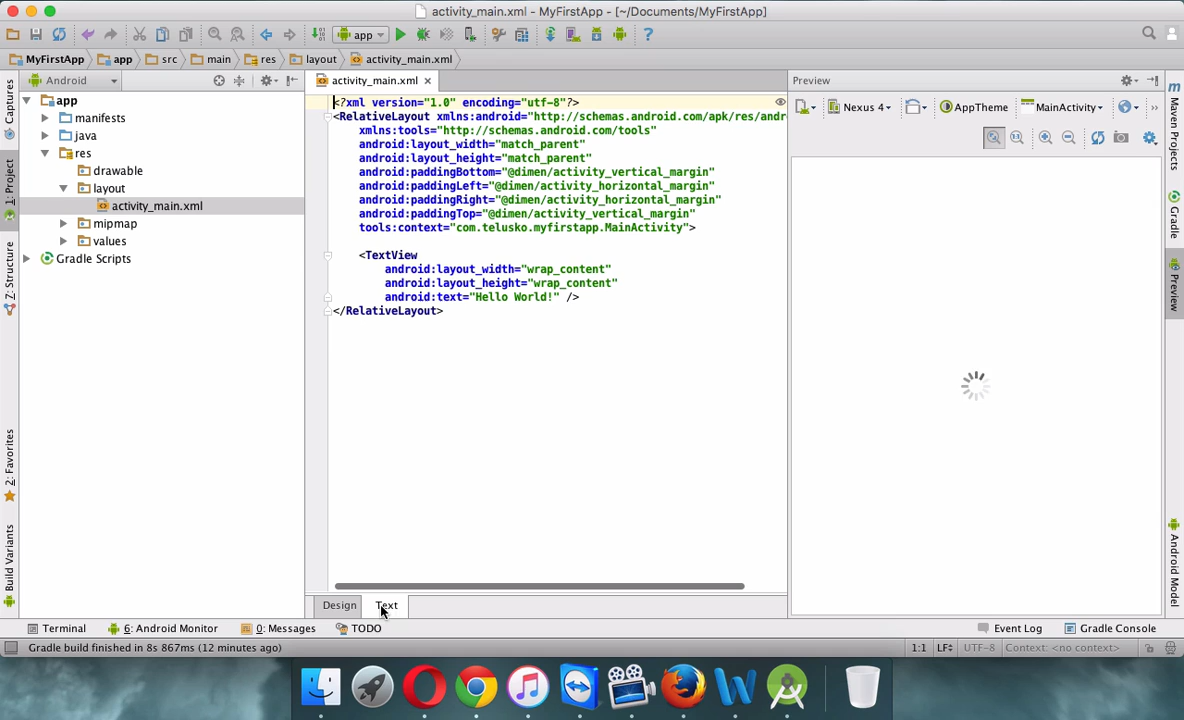 activity_main.xml - MyFirstApp - [~/Documents/MyFirstApp]
app
MyFirstApp app src main res layout activity_main.xml
Android
activity_main.xml
Preview
app
manifests
java
res
drawable
layout
activity_main.xml
mipmap
values
Gradle Scripts
<?xml version="1.0" encoding="utf-8"?>
<RelativeLayout xmlns:android="http://schemas.android.com/apk/res/andr
xmlns:tools="http://schemas.android.com/tools"
android:layout_width="match_parent"
android:layout_height="match_parent"
android:paddingBottom="@dimen/activity_vertical_margin"
android:paddingLeft="@dimen/activity_horizontal_margin"
android:paddingRight="@dimen/activity_horizontal_margin"
android:paddingTop="@dimen/activity_vertical_margin"
tools:context="com.telusko.myfirstapp.MainActivity">
<TextView
android:layout_width="wrap_content"
android:layout_height="wrap_content"
android:text="Hello World!" />
</RelativeLayout>
Nexus 4 AppTheme MainActivity >>
Captures
1: Project
7: Structure
2: Favorites
Build Variants
Maven Projects
Gradle
Preview
Android Model
Design Text
Terminal 6: Android Monitor 0: Messages TODO Event Log Gradle Console
Gradle build finished in 8s 867ms (12 minutes ago) 1:1 LF UTF-8 Context: <no context>